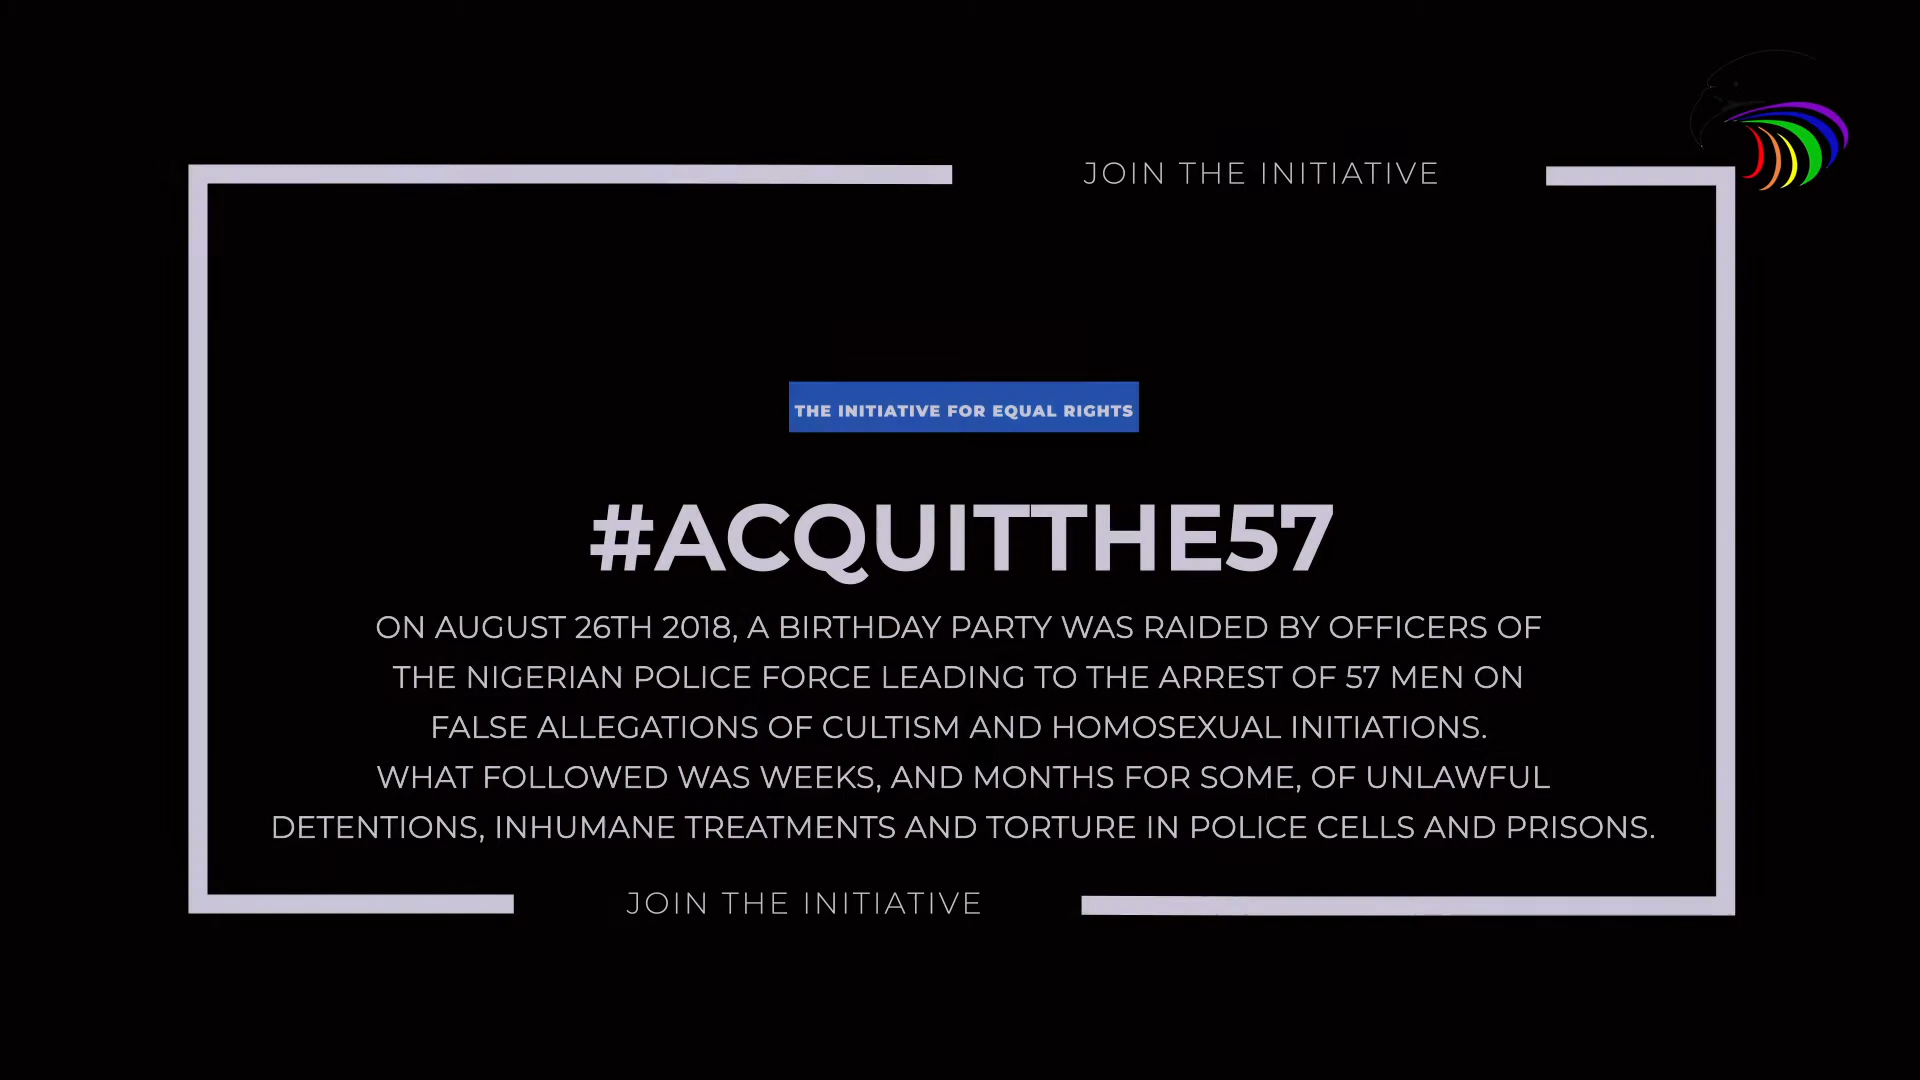 JOIN THE INITIATIVE
THE INITIATIVE FOR EQUAL RIGHTS
#ACQUITTHE57
ON AUGUST 26TH 2018, A BIRTHDAY PARTY WAS RAIDED BY OFFICERS OF
THE NIGERIAN POLICE FORCE LEADING TO THE ARREST OF 57 MEN ON
FALSE ALLEGATIONS OF CULTISM AND HOMOSEXUAL INITIATIONS.
WHAT FOLLOWED WAS WEEKS, AND MONTHS FOR SOME, OF UNLAWFUL
DETENTIONS, INHUMANE TREATMENTS AND TORTURE IN POLICE CELLS AND PRISONS.
JOIN THE INITIATIVE